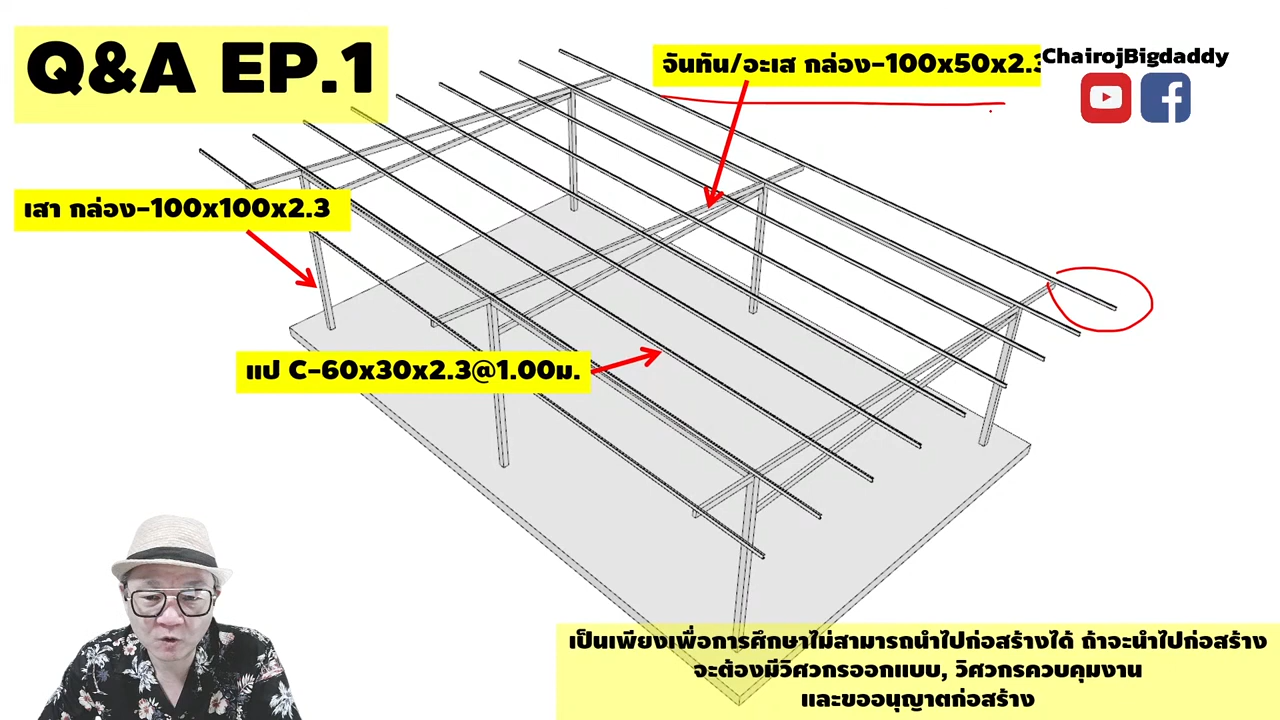 Q&A EP.1
จันทัน/อะเส กล่อง-100x50x2.3
ChairojBigdaddy
เสา กล่อง-100x100x2.3
แป C-60x30x2.3@1.00ม.
เป็นเพียงเพื่อการศึกษาไม่สามารถนำไปก่อสร้างได้ ถ้าจะนำไปก่อสร้าง
จะต้องมีวิศวกรออกแบบ, วิศวกรควบคุมงาน
และขออนุญาตก่อสร้าง